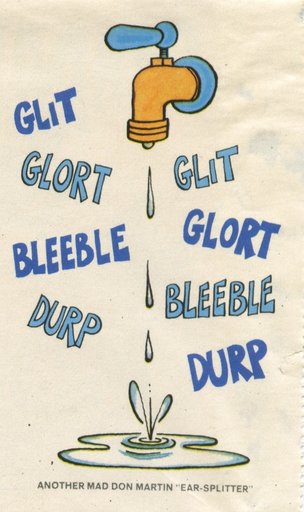 GLIT
GLORT
BLEEBLE
DURP
GLIT
GLORT
BLEEBLE
DURP
ANOTHER MAD DON MARTIN "EAR-SPLITTER"